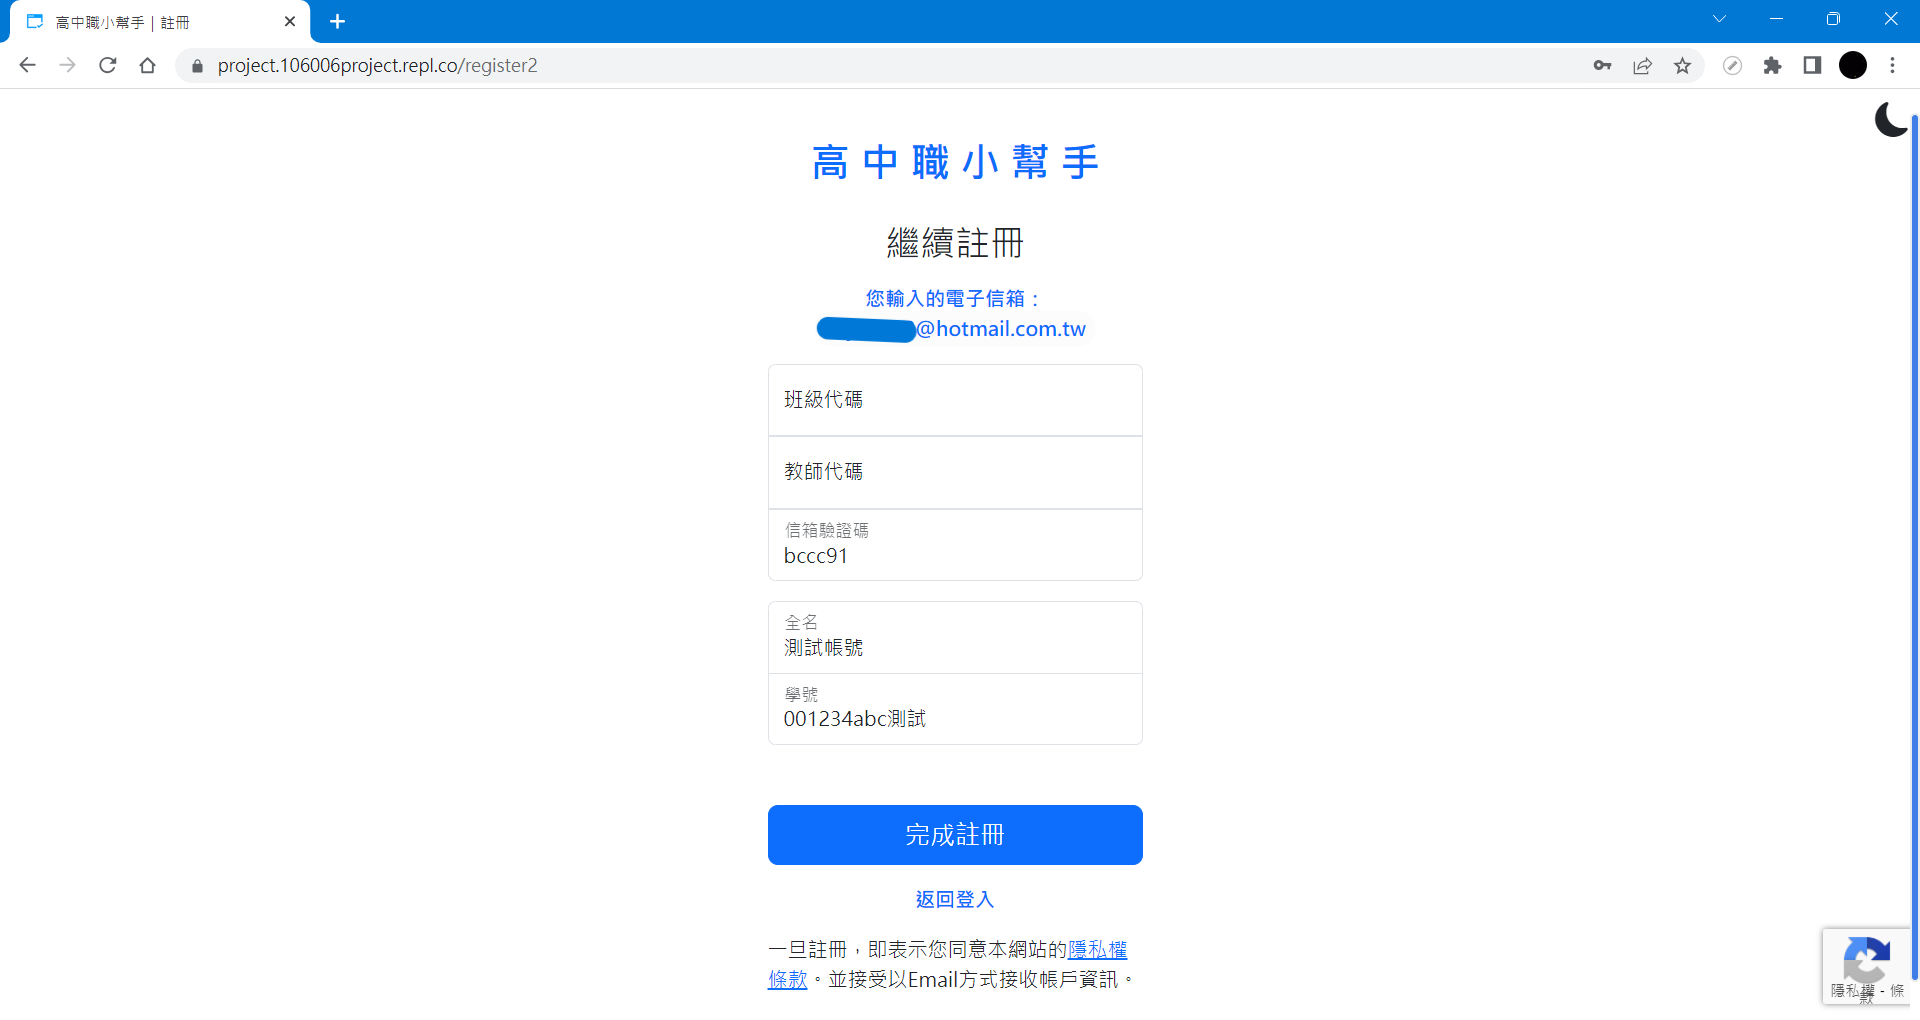 高中職小幫手 | 註冊
project.106006project.repl.co/register2
高中職小幫手
繼續註冊
您輸入的電子信箱：
@hotmail.com.tw
班級代碼
教師代碼
信箱驗證碼
bccc91
全名
測試帳號
學號
001234abc測試
完成註冊
返回登入
一旦註冊，即表示您同意本網站的隱私權
條款。並接受以Email方式接收帳戶資訊。
隱私權 - 條
款